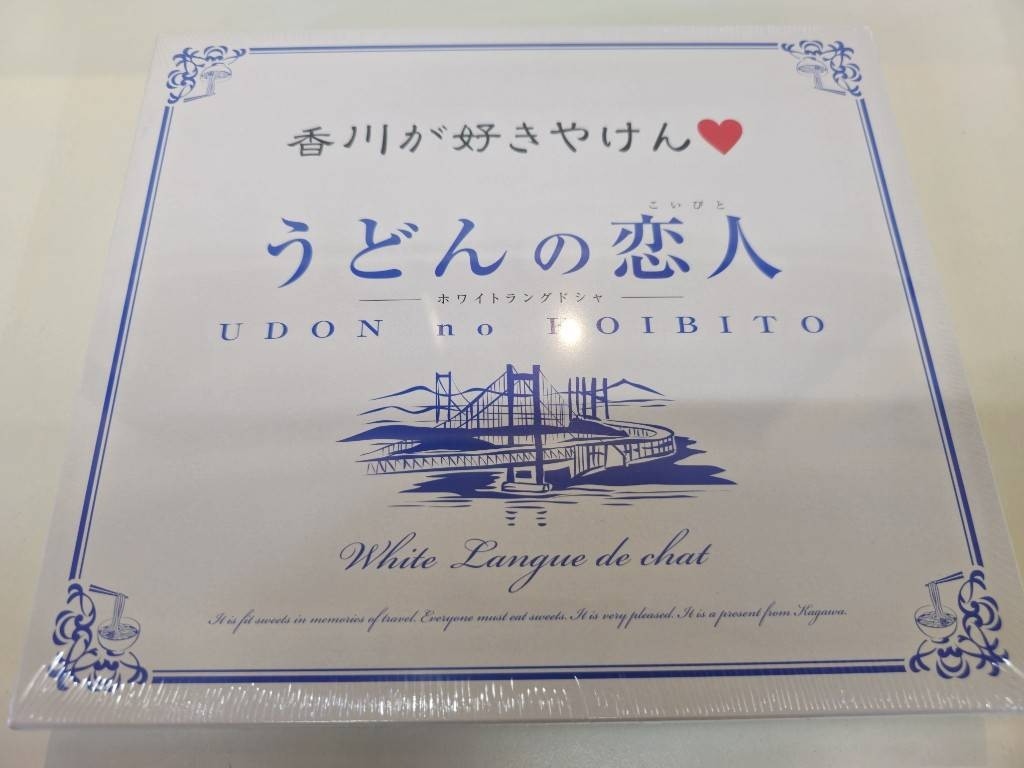 香川が好きやけん♥
こいびと
うどんの恋人
ホワイトラングドシャ
UDON no KOIBITO
White Langue de chat
It is fit sweets in memories of travel. Everyone must eat sweets. It is very pleased. It is a present from Kagawa.